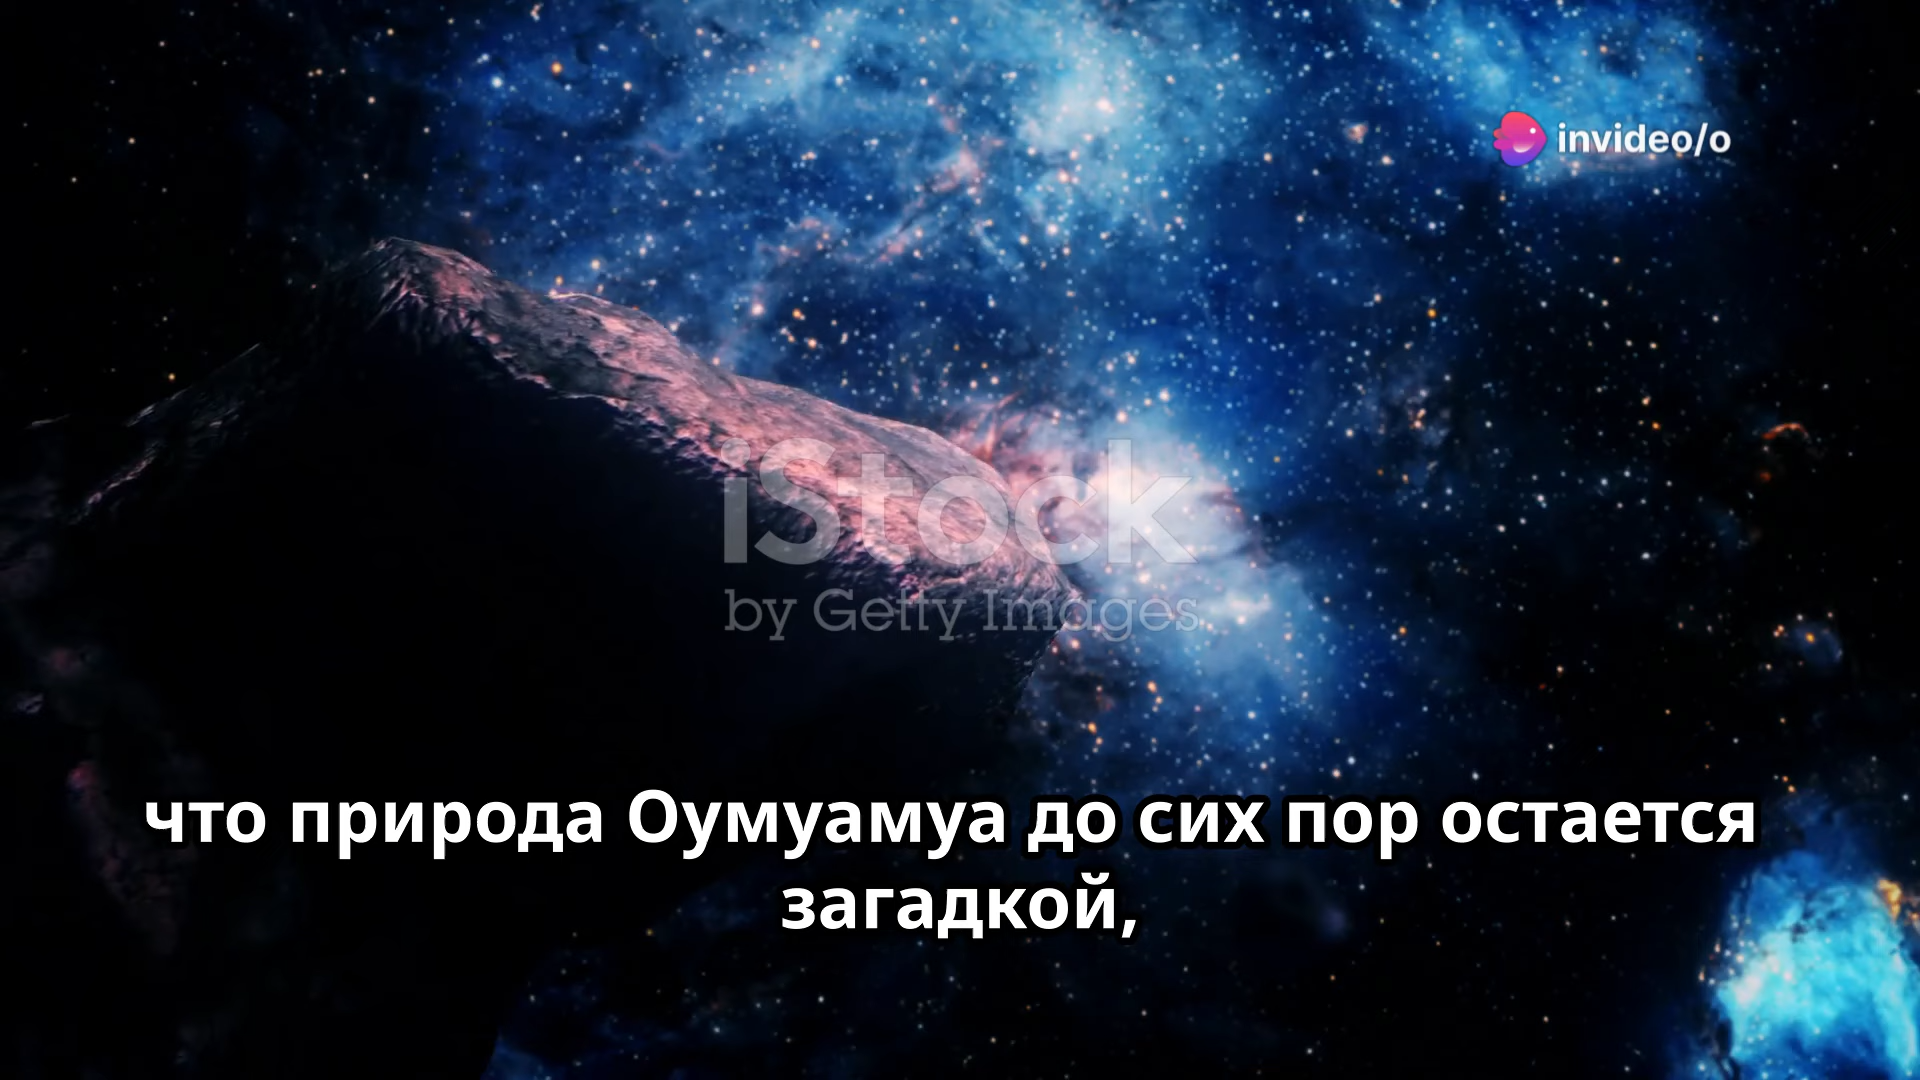 invideo/o
iStock
by Getty Images
что природа Оумуамуа до сих пор остается
загадкой,